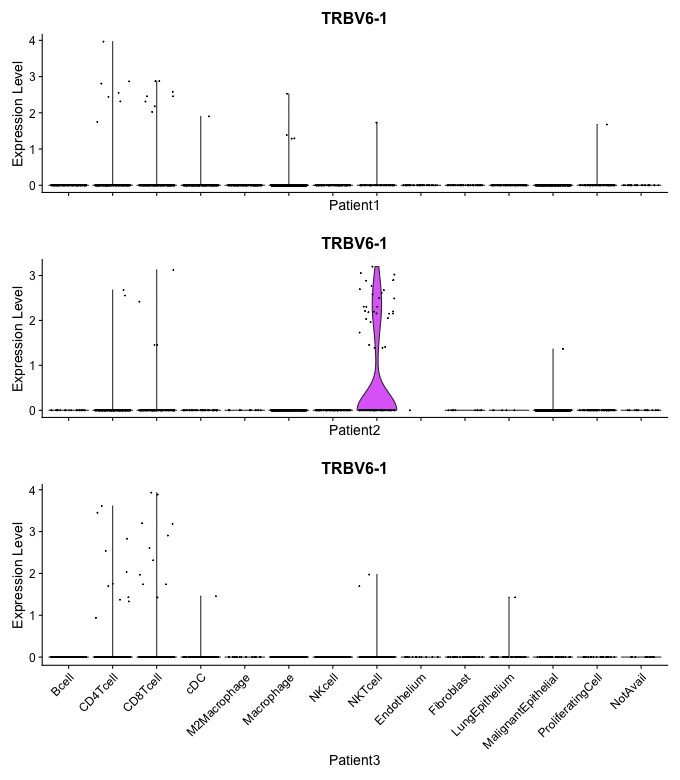 TRBV6-1
Expression Level
4
3
2
1
0
Patient1
TRBV6-1
Expression Level
3
2
1
0
Patient2
TRBV6-1
Expression Level
4
3
2
1
0
Bcell
CD4Tcell
CD8Tcell
cDC
M2Macrophage
Macrophage
NKcell
NKTcell
Endothelium
Fibroblast
LungEpithelium
MalignantEpithelial
ProliferatingCell
NotAvail
Patient3